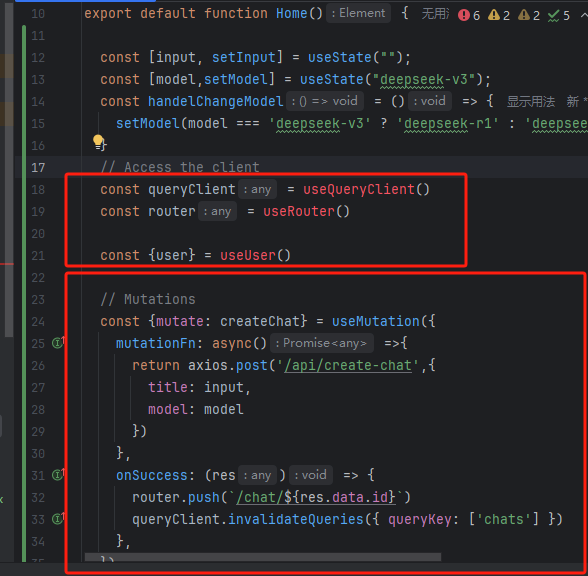 10 export default function Home() : Element { 无用法 6 2 2 5
11
12 const [input, setInput] = useState("");
13 const [model,setModel] = useState("deepseek-v3");
14 const handelChangeModel :() => void = () : void => { 显示用法 新 *
15 setModel(model === 'deepseek-v3' ? 'deepseek-r1' : 'deepsee
16 }
17 // Access the client
18 const queryClient : any = useQueryClient()
19 const router : any = useRouter()
20
21 const {user} = useUser()
22
23 // Mutations
24 const {mutate: createChat} = useMutation({
25 mutationFn: async() : Promise<any> =>{
26 return axios.post('/api/create-chat',{
27 title: input,
28 model: model
29 })
30 },
31 onSuccess: (res : any ) : void => {
32 router.push(`/chat/${res.data.id}`)
33 queryClient.invalidateQueries({ queryKey: ['chats'] })
34 },
35 })